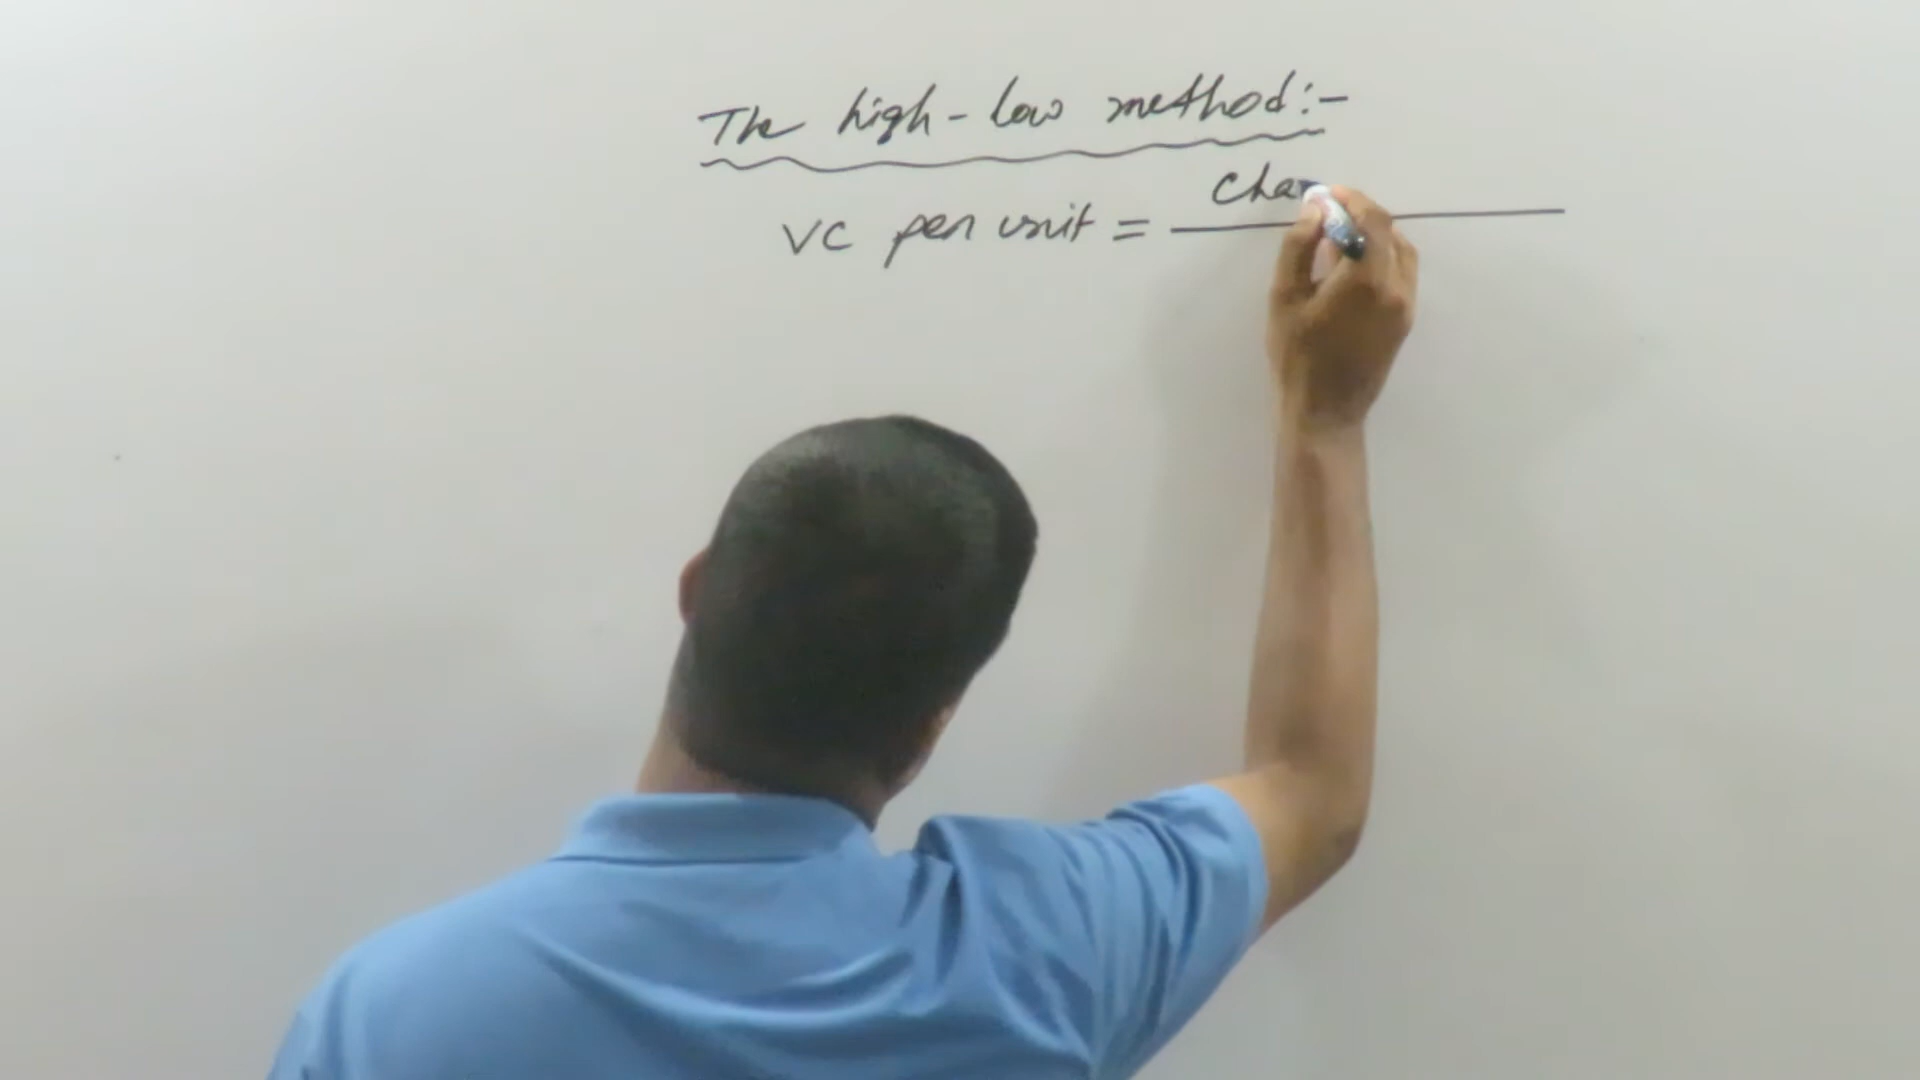 The high-low method:-
Cha
VC per unit =